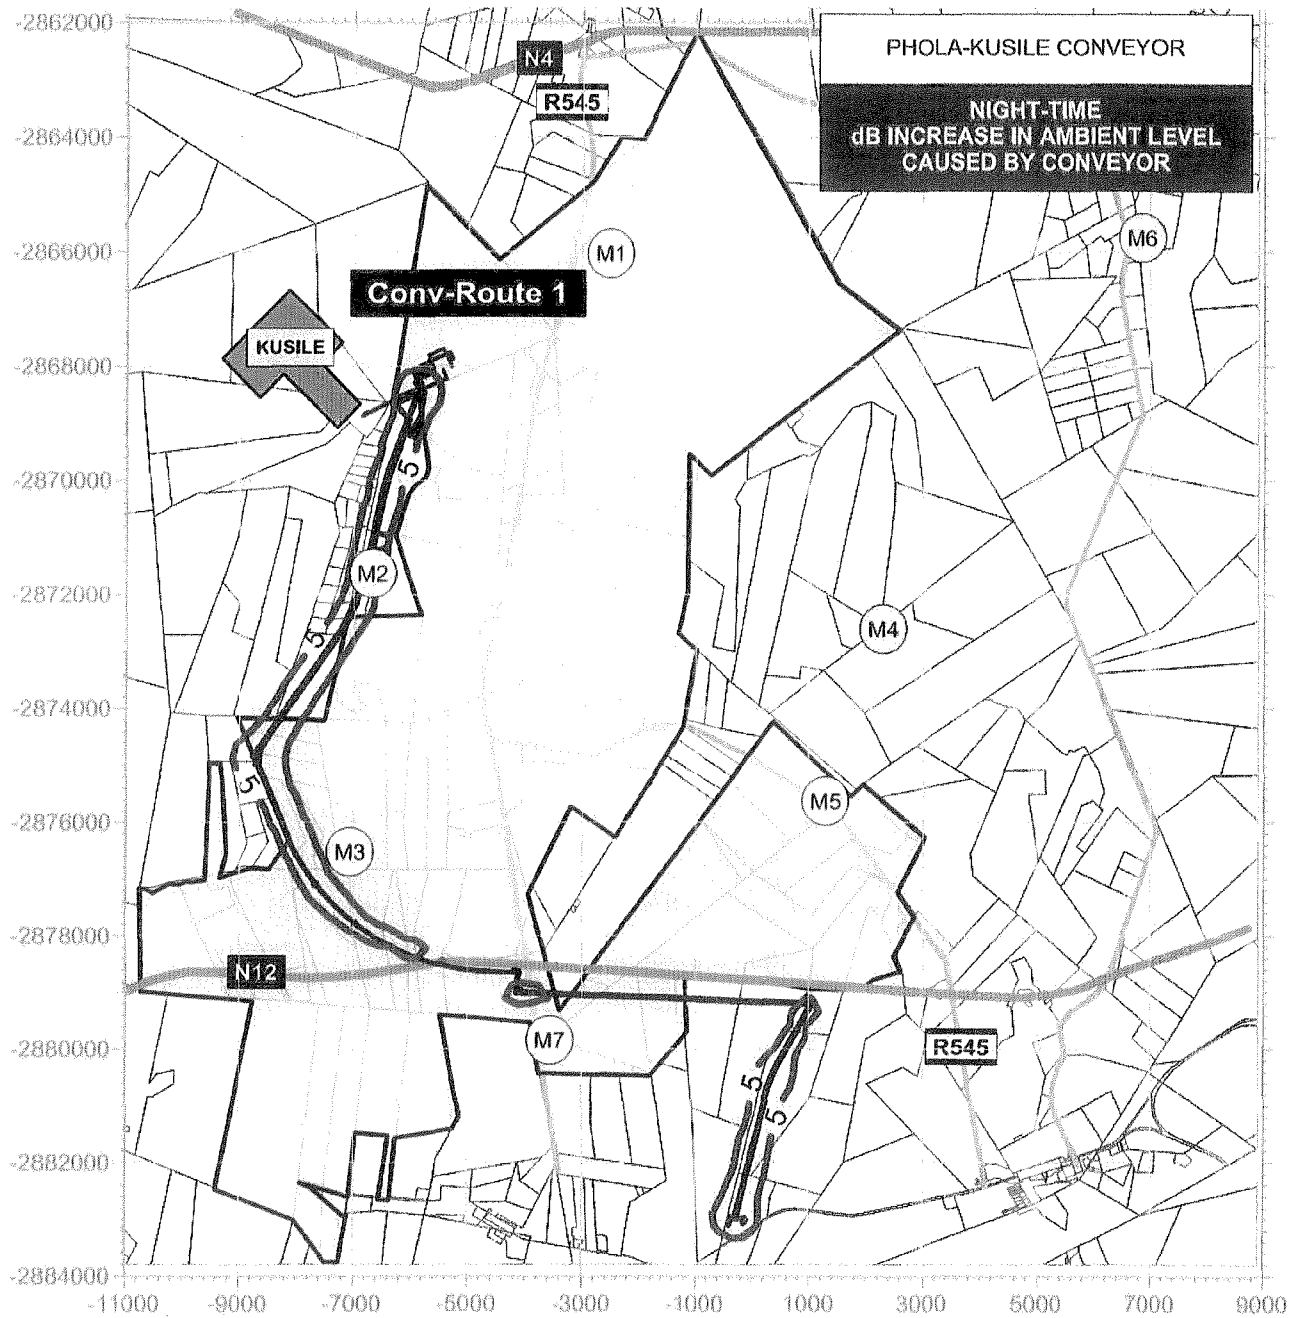 -2862000
PHOLA-KUSILE CONVEYOR
N4
R545
NIGHT-TIME
dB INCREASE IN AMBIENT LEVEL
CAUSED BY CONVEYOR
-2864000
-2866000
M1
M6
Conv-Route 1
KUSILE
-2868000
5
-2870000
M2
-2872000
M4
5
-2874000
5
M5
-2876000
M3
-2878000
N12
M7
R545
-2880000
5
5
-2882000
-2884000
-11000 -9000 -7000 -5000 -3000 -1000 1000 3000 5000 7000 9000